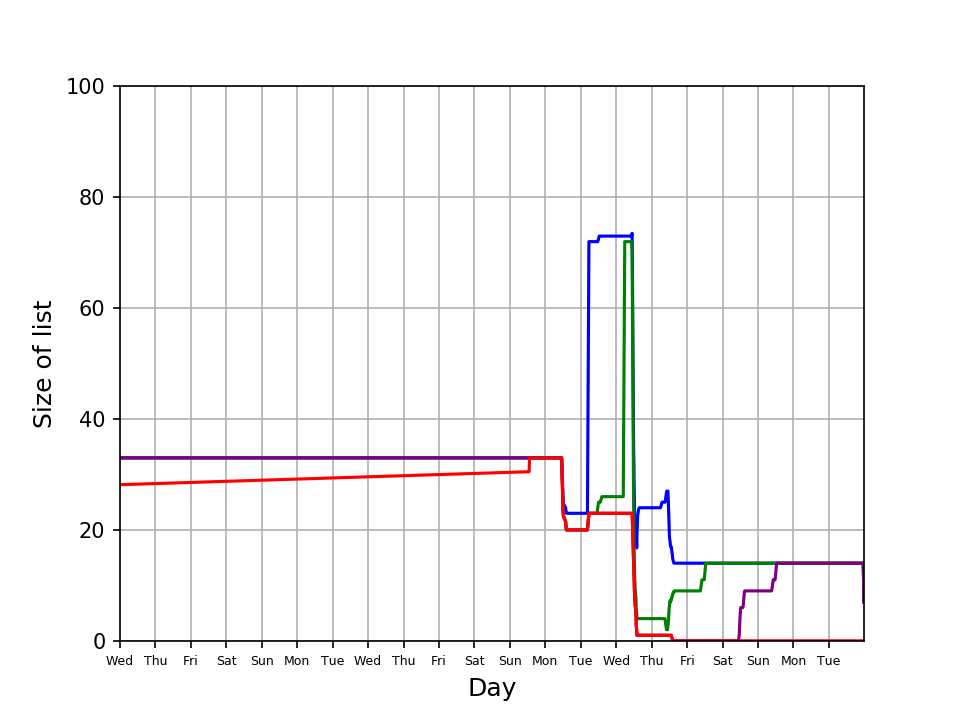 100
80
60
40
20
0
Size of list
Wed Thu Fri Sat Sun Mon Tue Wed Thu Fri Sat Sun Mon Tue Wed Thu Fri Sat Sun Mon Tue
Day